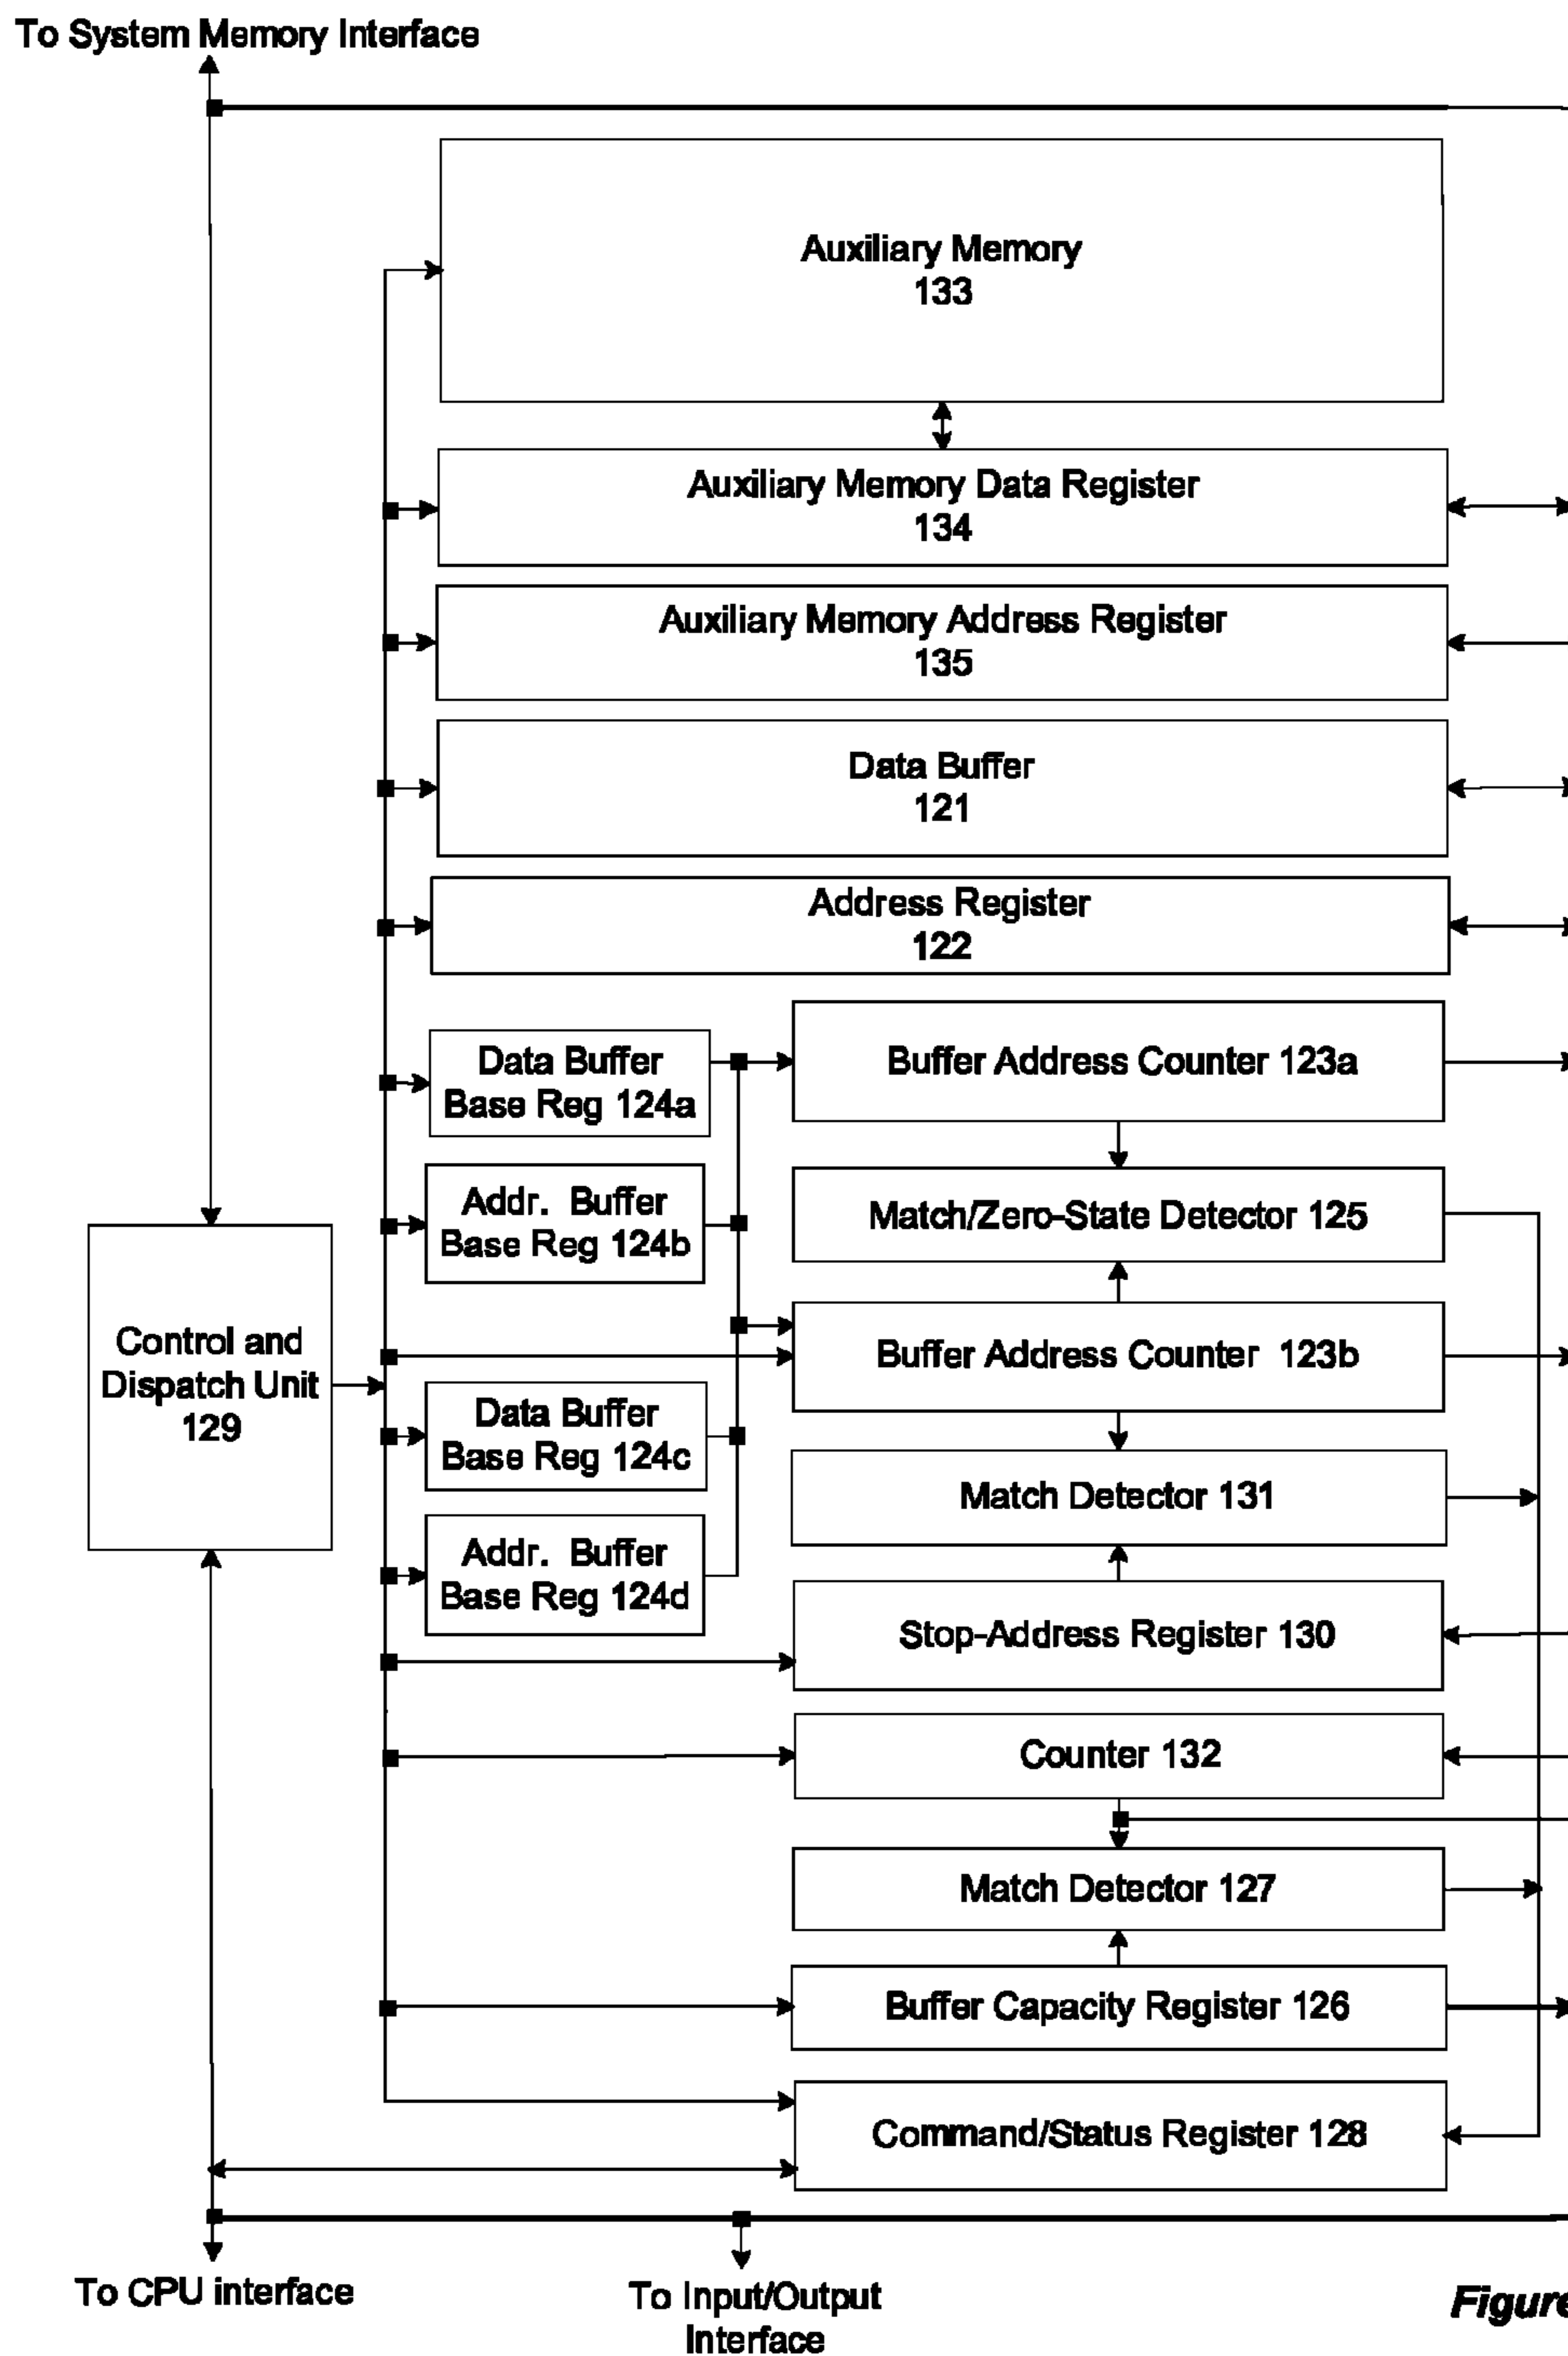 To System Memory Interface
Auxiliary Memory
133
Auxiliary Memory Data Register
134
Auxiliary Memory Address Register
135
Data Buffer
121
Address Register
122
Data Buffer
Base Reg 124a
Buffer Address Counter 123a
Addr. Buffer
Base Reg 124b
Match/Zero-State Detector 125
Control and
Dispatch Unit
129
Buffer Address Counter 123b
Data Buffer
Base Reg 124c
Match Detector 131
Addr. Buffer
Base Reg 124d
Stop-Address Register 130
Counter 132
Match Detector 127
Buffer Capacity Register 126
Command/Status Register 128
To CPU interface
To Input/Output
Interface
Figure